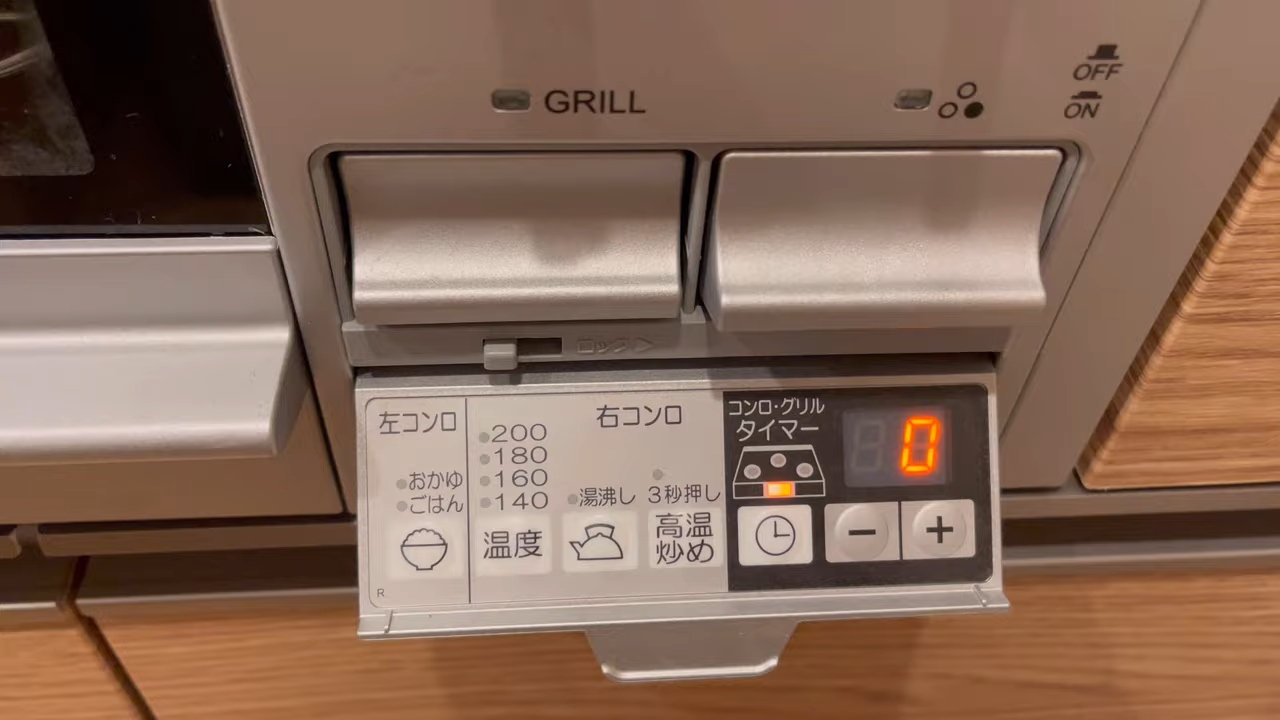 OFF
GRILL
ON
ロック▷
左コンロ
おかゆ
ごはん
右コンロ
200
180
160
140
湯沸し
3秒押し
温度
高温
炒め
コンロ・グリル
タイマー
0
− +
R